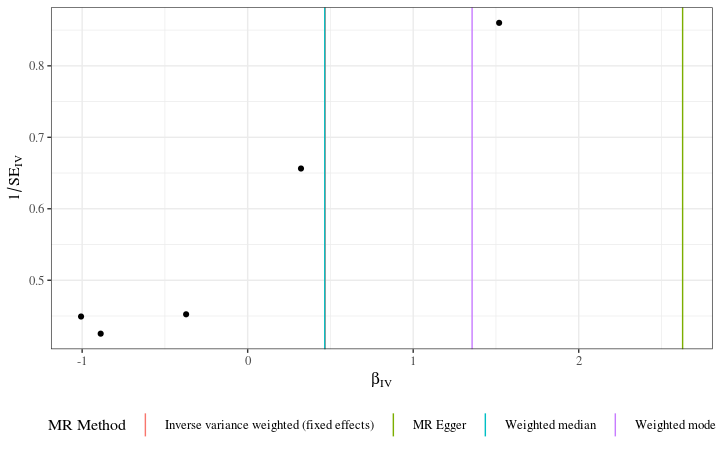 0.8
0.7
0.6
0.5
1/SE_IV
-1 0 1 2
β_IV
MR Method Inverse variance weighted (fixed effects) MR Egger Weighted median Weighted mode